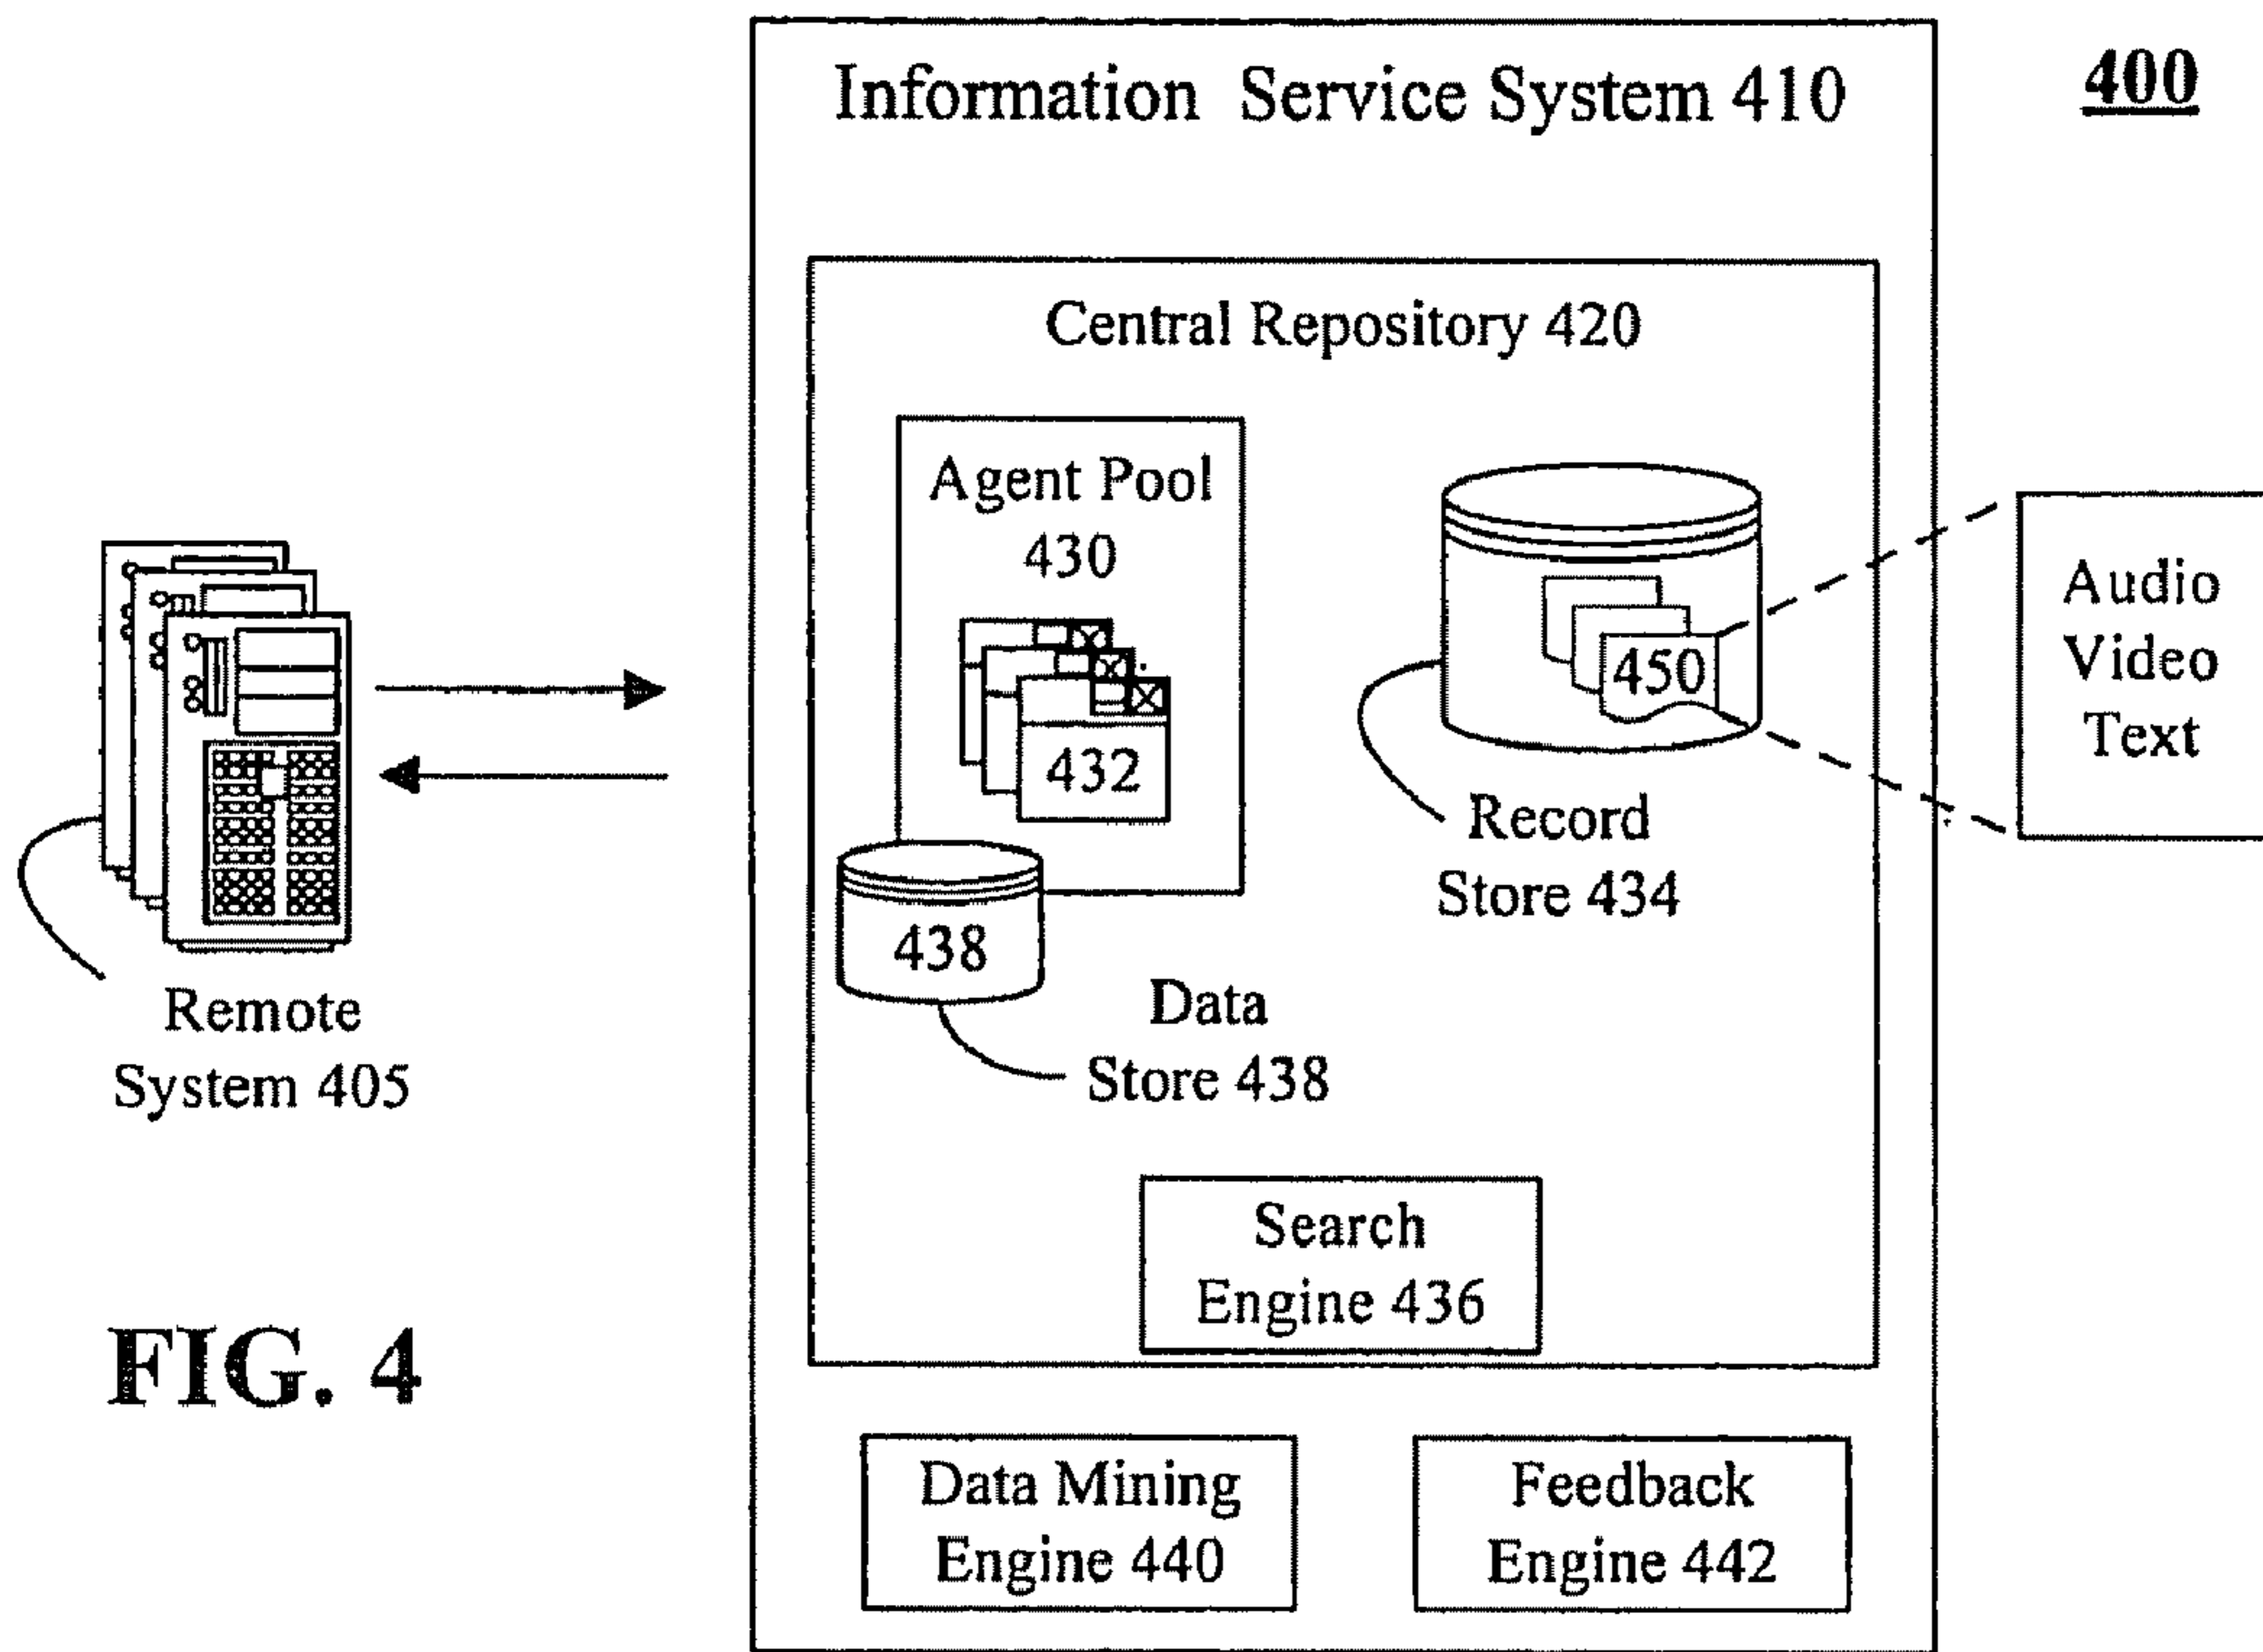 Information Service System 410
400
Central Repository 420
Agent Pool
430
432
438
Data
Store 438
450
Record
Store 434
Audio
Video
Text
Remote
System 405
Search
Engine 436
FIG. 4
Data Mining
Engine 440
Feedback
Engine 442